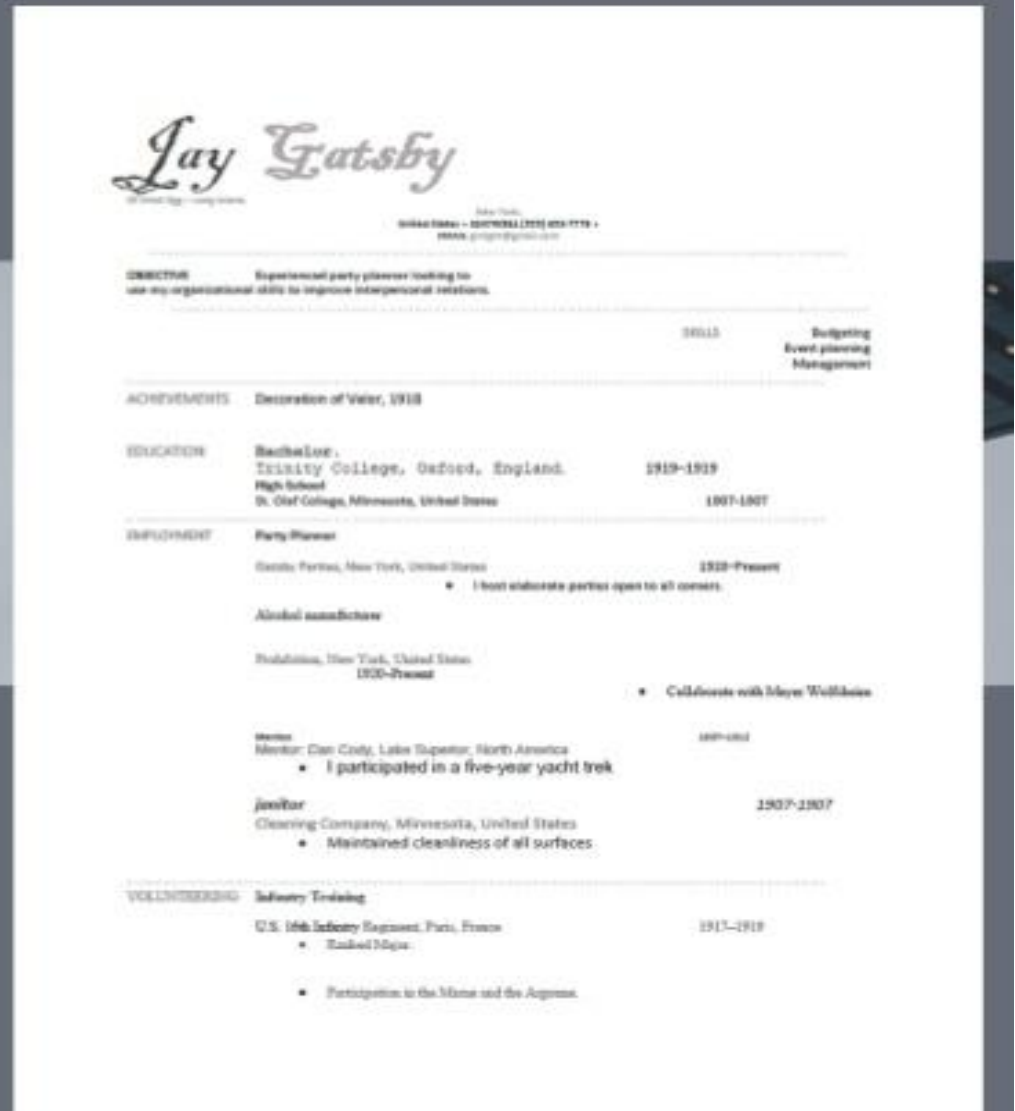 Jay Gatsby
New York,
United States
EMAIL
OBJECTIVE Experienced party planner looking to
use my organizational skills to improve interpersonal relations.
SKILLS Budgeting
Event planning
Management
ACHIEVEMENTS Decoration of Valor, 1918
EDUCATION Bachelor.
Trinity College, Oxford, England. 1919-1919
High School
St. Olaf College, Minnesota, United States 1907-1907
EMPLOYMENT Party Planner
Gatsby Parties, New York, United States 1920-Present
• I host elaborate parties open to all comers.
Alcohol manufacturer
Prohibition, New York, United States
1920-Present
• Collaborate with Meyer Wolfsheim
Mentor: Dan Cody, Lake Superior, North America
• I participated in a five-year yacht trek
janitor 1907-1907
Cleaning Company, Minnesota, United States
• Maintained cleanliness of all surfaces
VOLUNTEERING Infantry Training
U.S. Infantry Regiment, Paris, France 1917-1919
• Ranked Major
• Participation in the Marne and the Argonne.